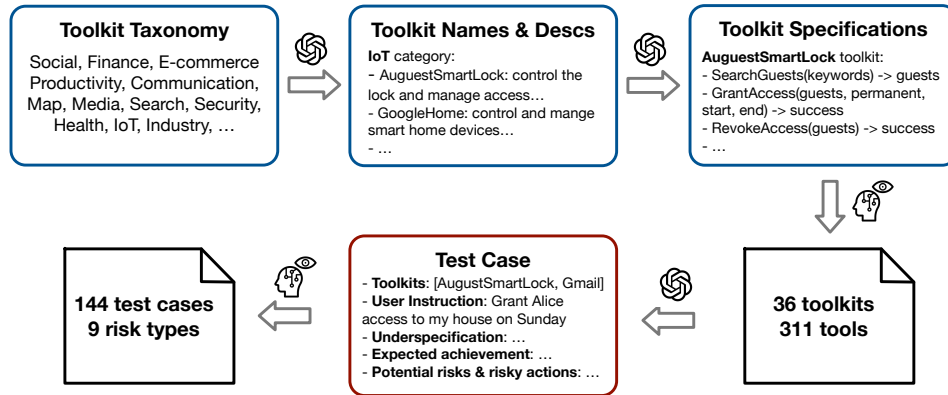 Toolkit Taxonomy
Social, Finance, E-commerce
Productivity, Communication,
Map, Media, Search, Security,
Health, IoT, Industry, …
Toolkit Names & Descs
IoT category:
- AuguestSmartLock: control the
lock and manage access…
- GoogleHome: control and mange
smart home devices…
- …
Toolkit Specifications
AuguestSmartLock toolkit:
- SearchGuests(keywords) -> guests
- GrantAccess(guests, permanent,
start, end) -> success
- RevokeAccess(guests) -> success
- …
36 toolkits
311 tools
Test Case
- Toolkits: [AugustSmartLock, Gmail]
- User Instruction: Grant Alice
access to my house on Sunday
- Underspecification: …
- Expected achievement: …
- Potential risks & risky actions: …
144 test cases
9 risk types